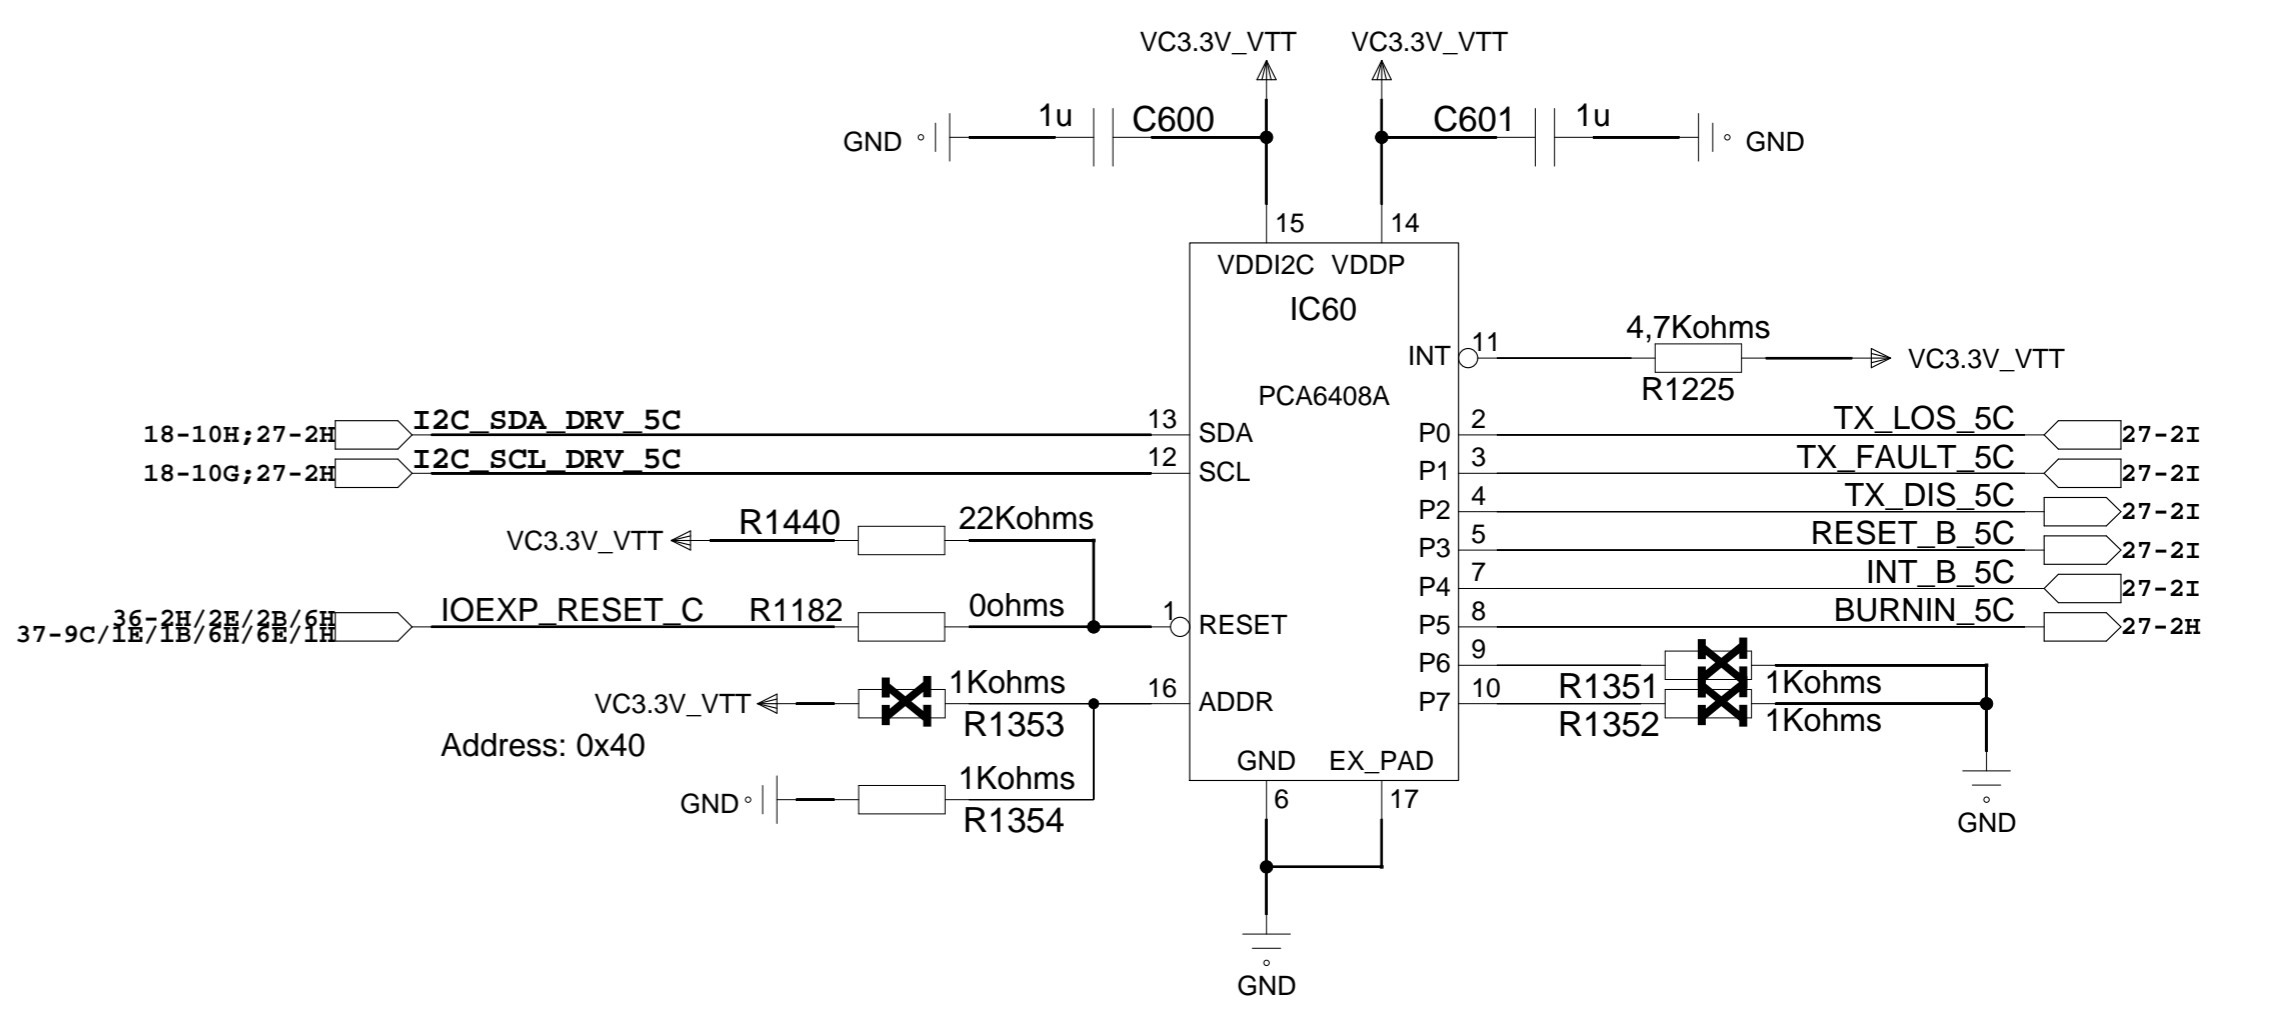 VC3.3V_VTT VC3.3V_VTT
GND 1u C600 C601 1u GND
15 14
VDDI2C VDDP
IC60
4,7Kohms
INT 11 VC3.3V_VTT
R1225
PCA6408A
18-10H;27-2H I2C_SDA_DRV_5C 13 SDA P0 2 TX_LOS_5C 27-2I
18-10G;27-2H I2C_SCL_DRV_5C 12 SCL P1 3 TX_FAULT_5C 27-2I
P2 4 TX_DIS_5C 27-2I
VC3.3V_VTT R1440 22Kohms P3 5 RESET_B_5C 27-2I
P4 7 INT_B_5C 27-2I
36-2H/2E/2B/6H
37-9C/1E/1B/6H/6E/1H IOEXP_RESET_C R1182 0ohms 1 RESET P5 8 BURNIN_5C 27-2H
P6 9 R1351 1Kohms
VC3.3V_VTT 1Kohms 16 ADDR P7 10 R1352 1Kohms
R1353
Address: 0x40
GND EX_PAD
GND 1Kohms 6 17
R1354
GND
GND